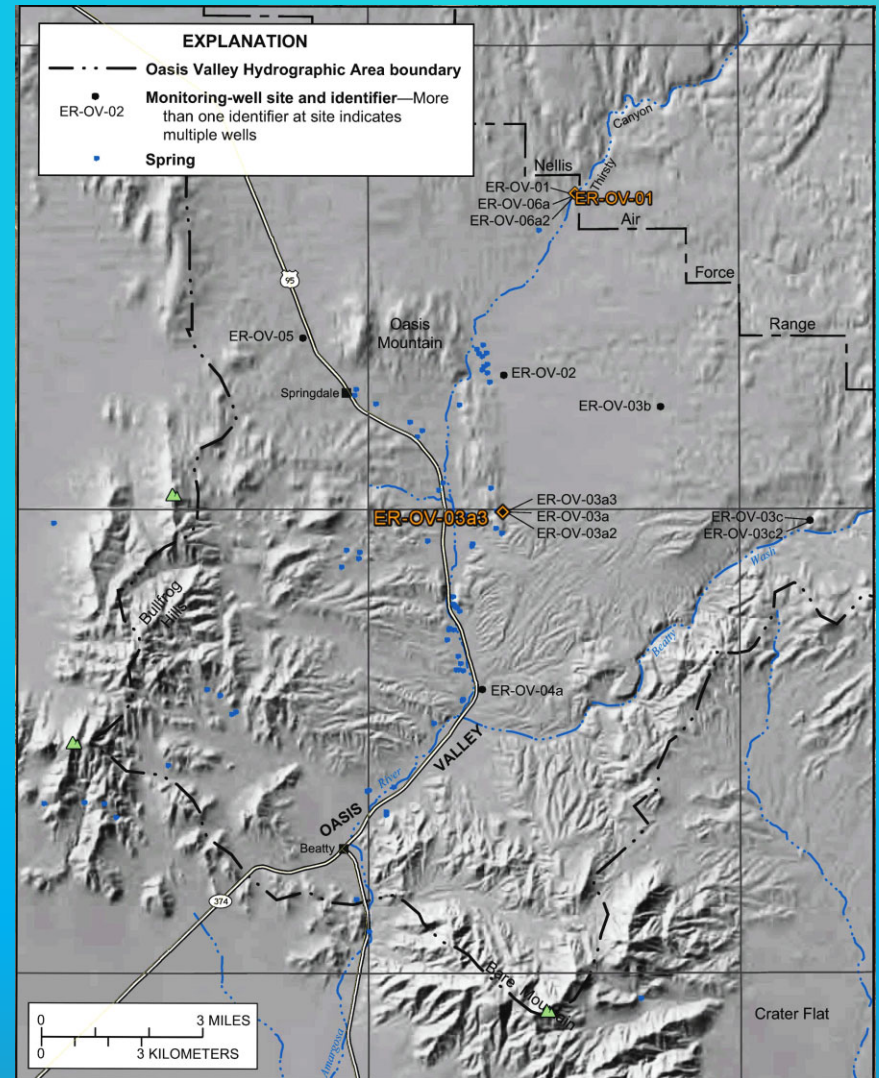 EXPLANATION
Oasis Valley Hydrographic Area boundary
ER-OV-02
Monitoring-well site and identifier—More
than one identifier at site indicates
multiple wells
Spring
Canyon
Thirsty
Nellis
ER-OV-01
ER-OV-06a
ER-OV-06a2
ER-OV-01
Air
Force
Range
95
Oasis
Mountain
ER-OV-05
ER-OV-02
Springdale
ER-OV-03b
ER-OV-03a3
ER-OV-03a3
ER-OV-03a
ER-OV-03a2
ER-OV-03c
ER-OV-03c2
Wash
Beatty
Bullfrog
Hills
ER-OV-04a
VALLEY
OASIS
River
Beatty
374
Bare Mountain
Crater Flat
Amargosa
0 3 MILES
0 3 KILOMETERS